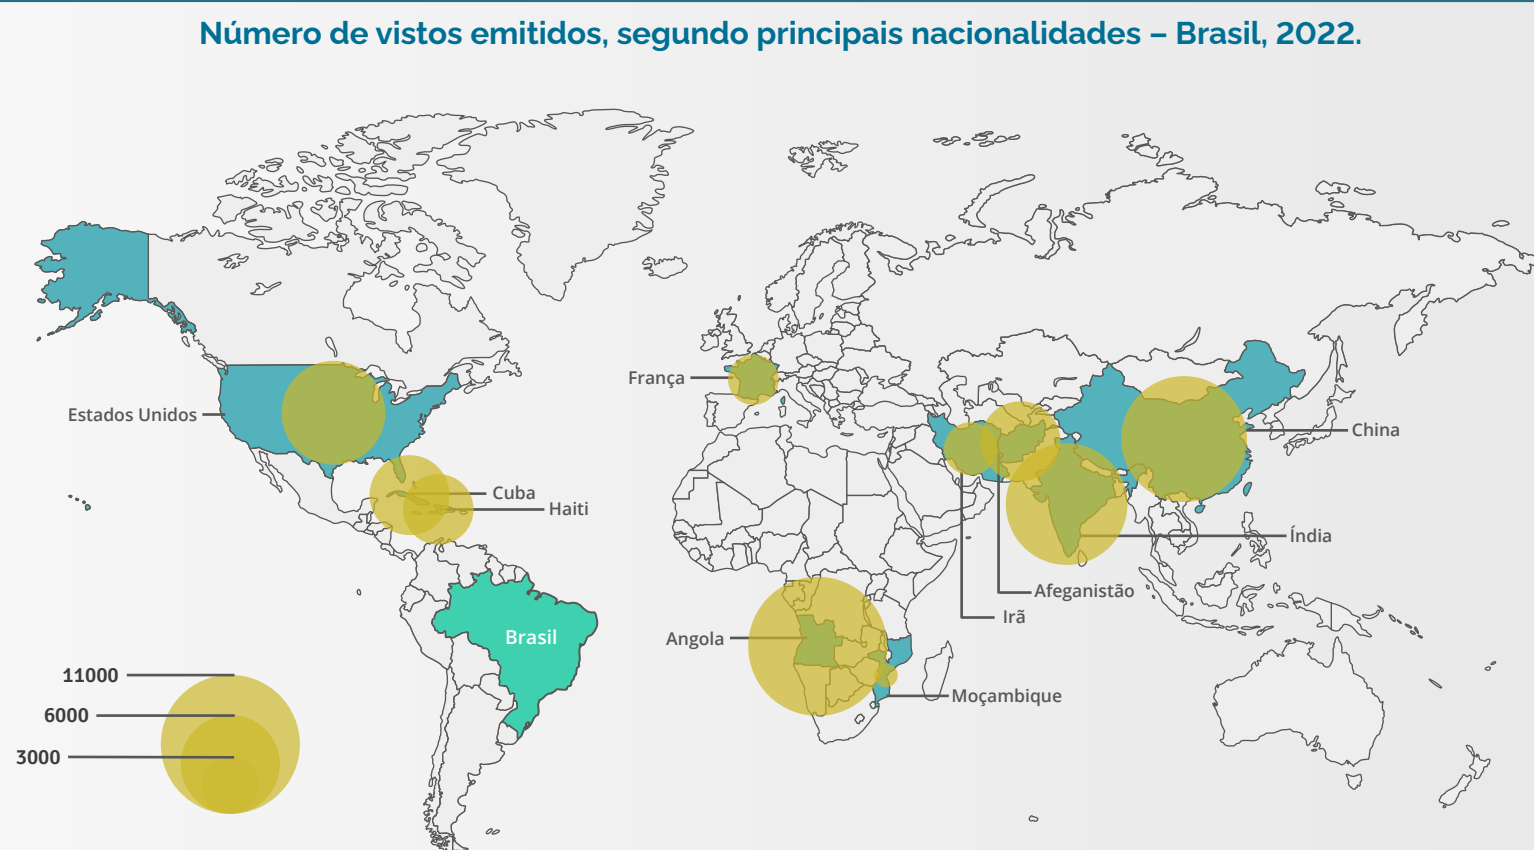 Número de vistos emitidos, segundo principais nacionalidades – Brasil, 2022.
França
Estados Unidos
China
Cuba
Haiti
Índia
Afeganistão
Irã
Brasil
Angola
Moçambique
11000
6000
3000